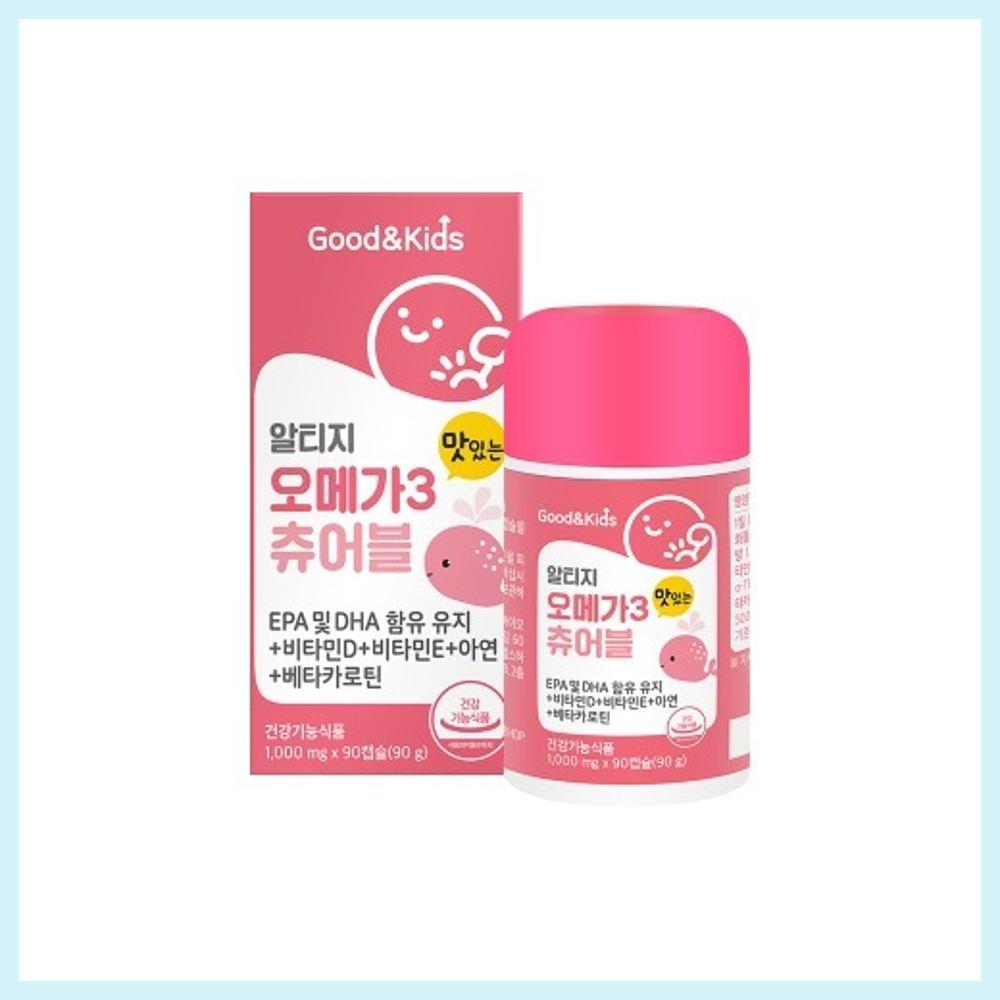 Good&Kids
알티지
맛있는
오메가3
츄어블
EPA 및 DHA 함유 유지
+비타민D+비타민E+아연
+베타카로틴
건강기능식품
1,000 mg x 90캡슐(90 g)
건강
기능식품
Good&Kids
알티지
맛있는
오메가3
츄어블
EPA 및 DHA 함유 유지
+비타민D+비타민E+아연
+베타카로틴
건강기능식품
1,000 mg x 90캡슐(90 g)